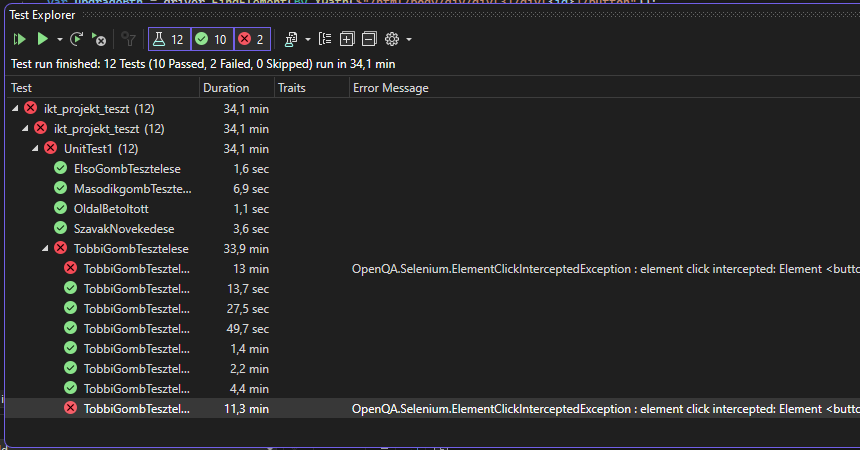 Test Explorer
12 10 2
Test run finished: 12 Tests (10 Passed, 2 Failed, 0 Skipped) run in 34,1 min
Test Duration Traits Error Message
ikt_projekt_teszt (12) 34,1 min
ikt_projekt_teszt (12) 34,1 min
UnitTest1 (12) 34,1 min
ElsoGombTesztelese 1,6 sec
MasodikgombTeszte... 6,9 sec
OldalBetoltott 1,1 sec
SzavakNovekedese 3,6 sec
TobbiGombTesztelese 33,9 min
TobbiGombTesztel... 13 min OpenQA.Selenium.ElementClickInterceptedException : element click intercepted: Element <butto
TobbiGombTesztel... 13,7 sec
TobbiGombTesztel... 27,5 sec
TobbiGombTesztel... 49,7 sec
TobbiGombTesztel... 1,4 min
TobbiGombTesztel... 2,2 min
TobbiGombTesztel... 4,4 min
TobbiGombTesztel... 11,3 min OpenQA.Selenium.ElementClickInterceptedException : element click intercepted: Element <butto